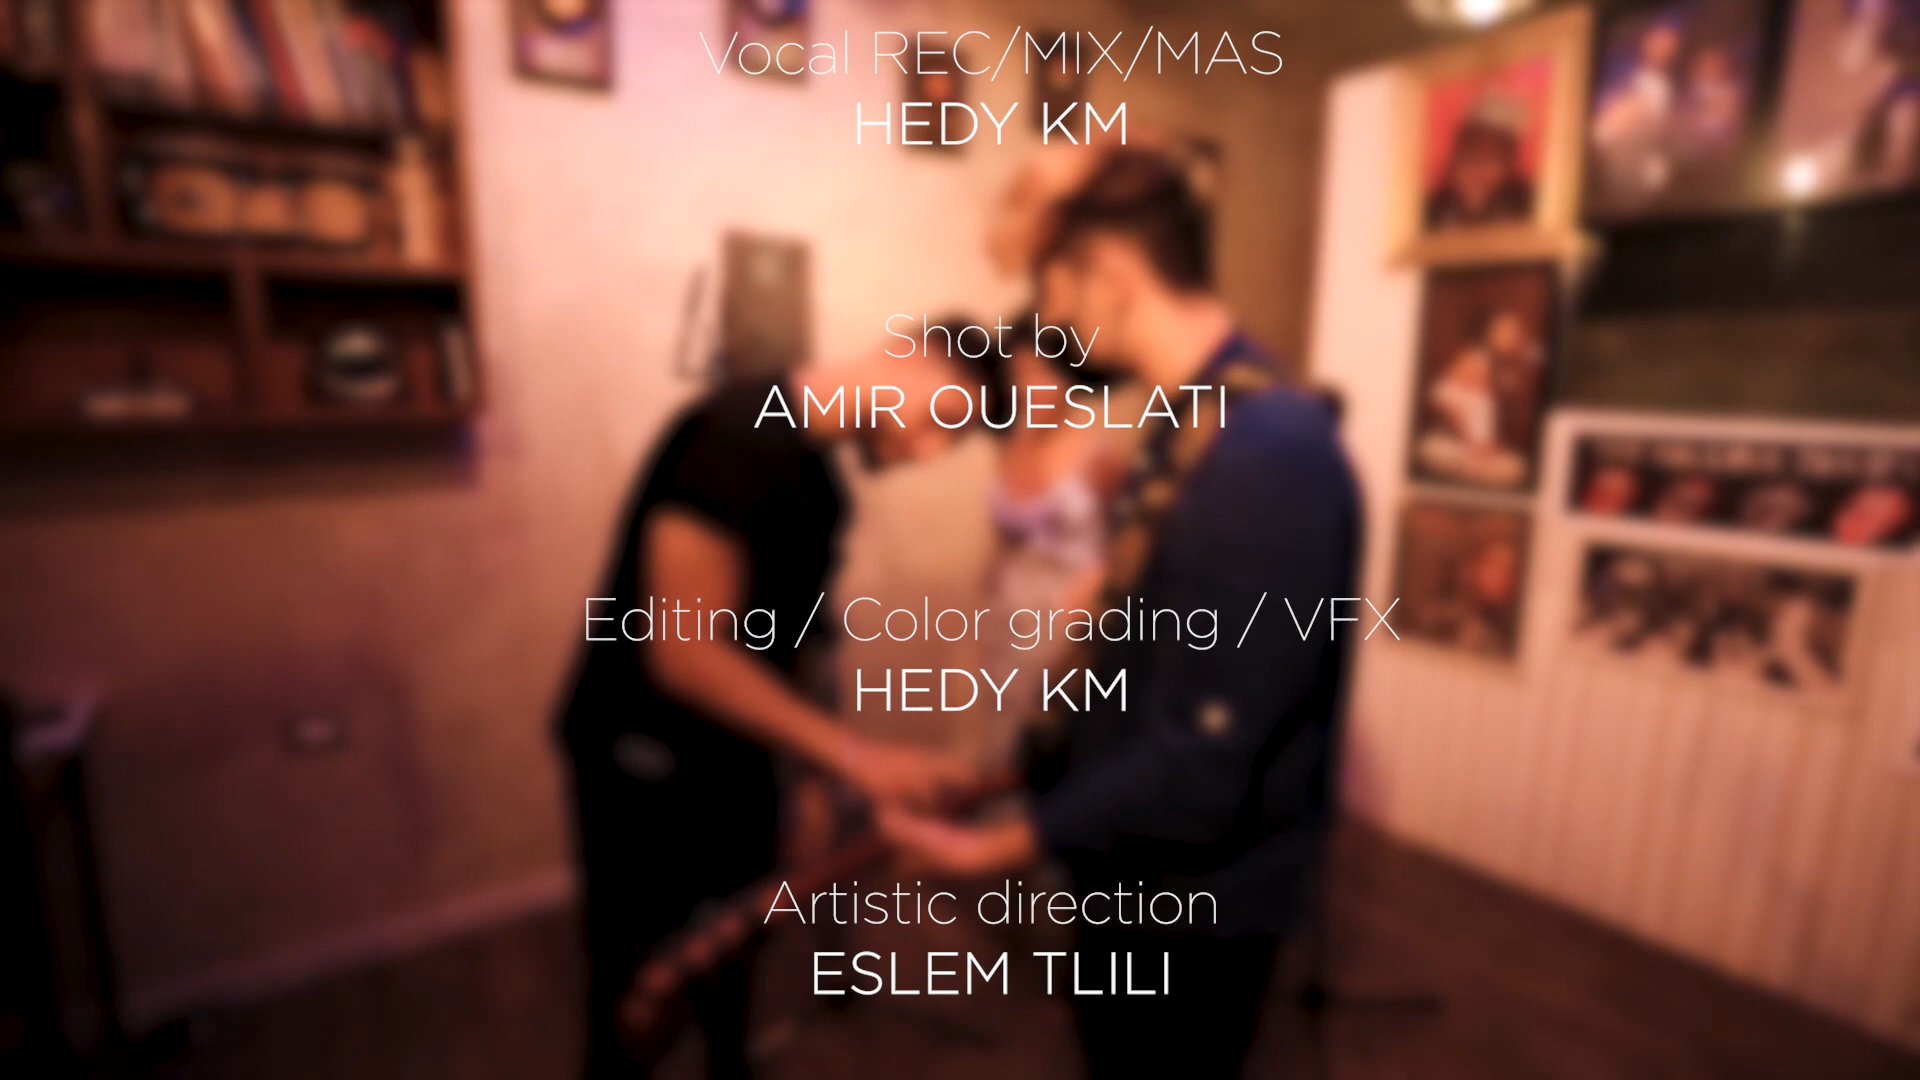 Vocal REC/MIX/MAS
HEDY KM
Shot by
AMIR OUESLATI
Editing / Color grading / VFX
HEDY KM
Artistic direction
ESLEM TLILI